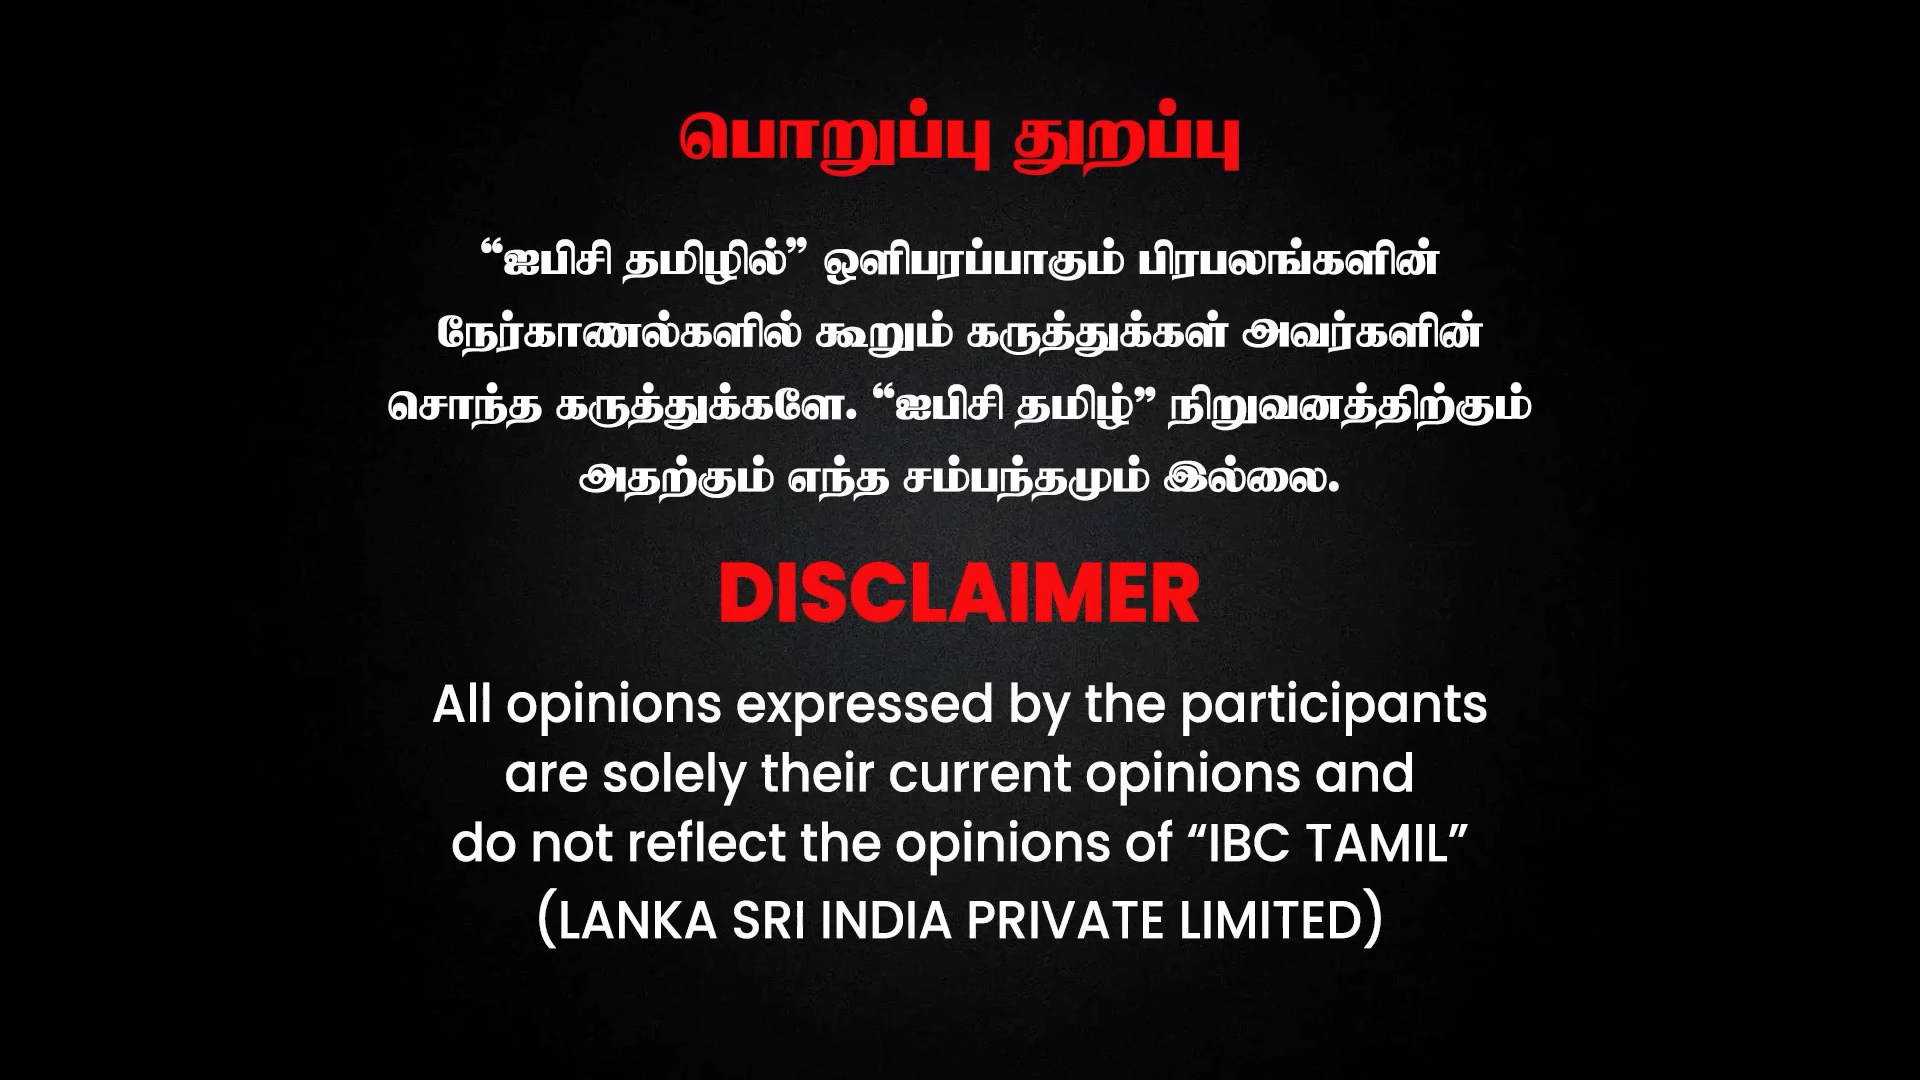 பொறுப்பு துறப்பு
“ஐபிசி தமிழில்” ஒளிபரப்பாகும் பிரபலங்களின்
நேர்காணல்களில் கூறும் கருத்துக்கள் அவர்களின்
சொந்த கருத்துக்களே. “ஐபிசி தமிழ்” நிறுவனத்திற்கும்
அதற்கும் எந்த சம்பந்தமும் இல்லை.
DISCLAIMER
All opinions expressed by the participants
are solely their current opinions and
do not reflect the opinions of “IBC TAMIL”
(LANKA SRI INDIA PRIVATE LIMITED)